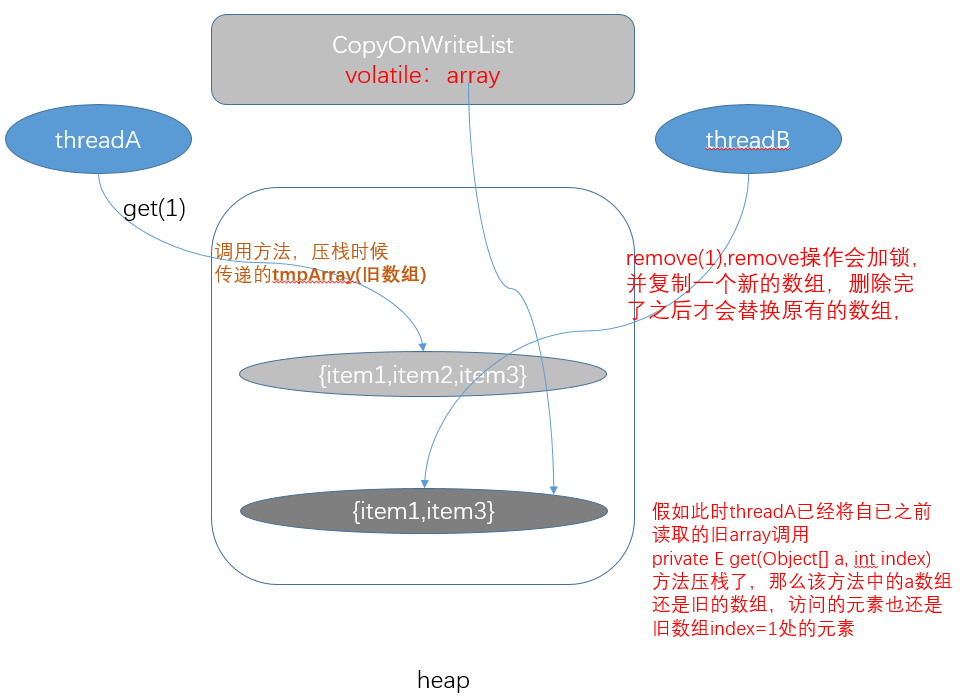 CopyOnWriteList
volatile：array
threadA
threadB
get(1)
调用方法，压栈时候
传递的tmpArray(旧数组)
remove(1),remove操作会加锁，
并复制一个新的数组，删除完
了之后才会替换原有的数组，
{item1,item2,item3}
{item1,item3}
假如此时threadA已经将自已之前
读取的旧array调用
private E get(Object[] a, int index)
方法压栈了，那么该方法中的a数组
还是旧的数组，访问的元素也还是
旧数组index=1处的元素
heap